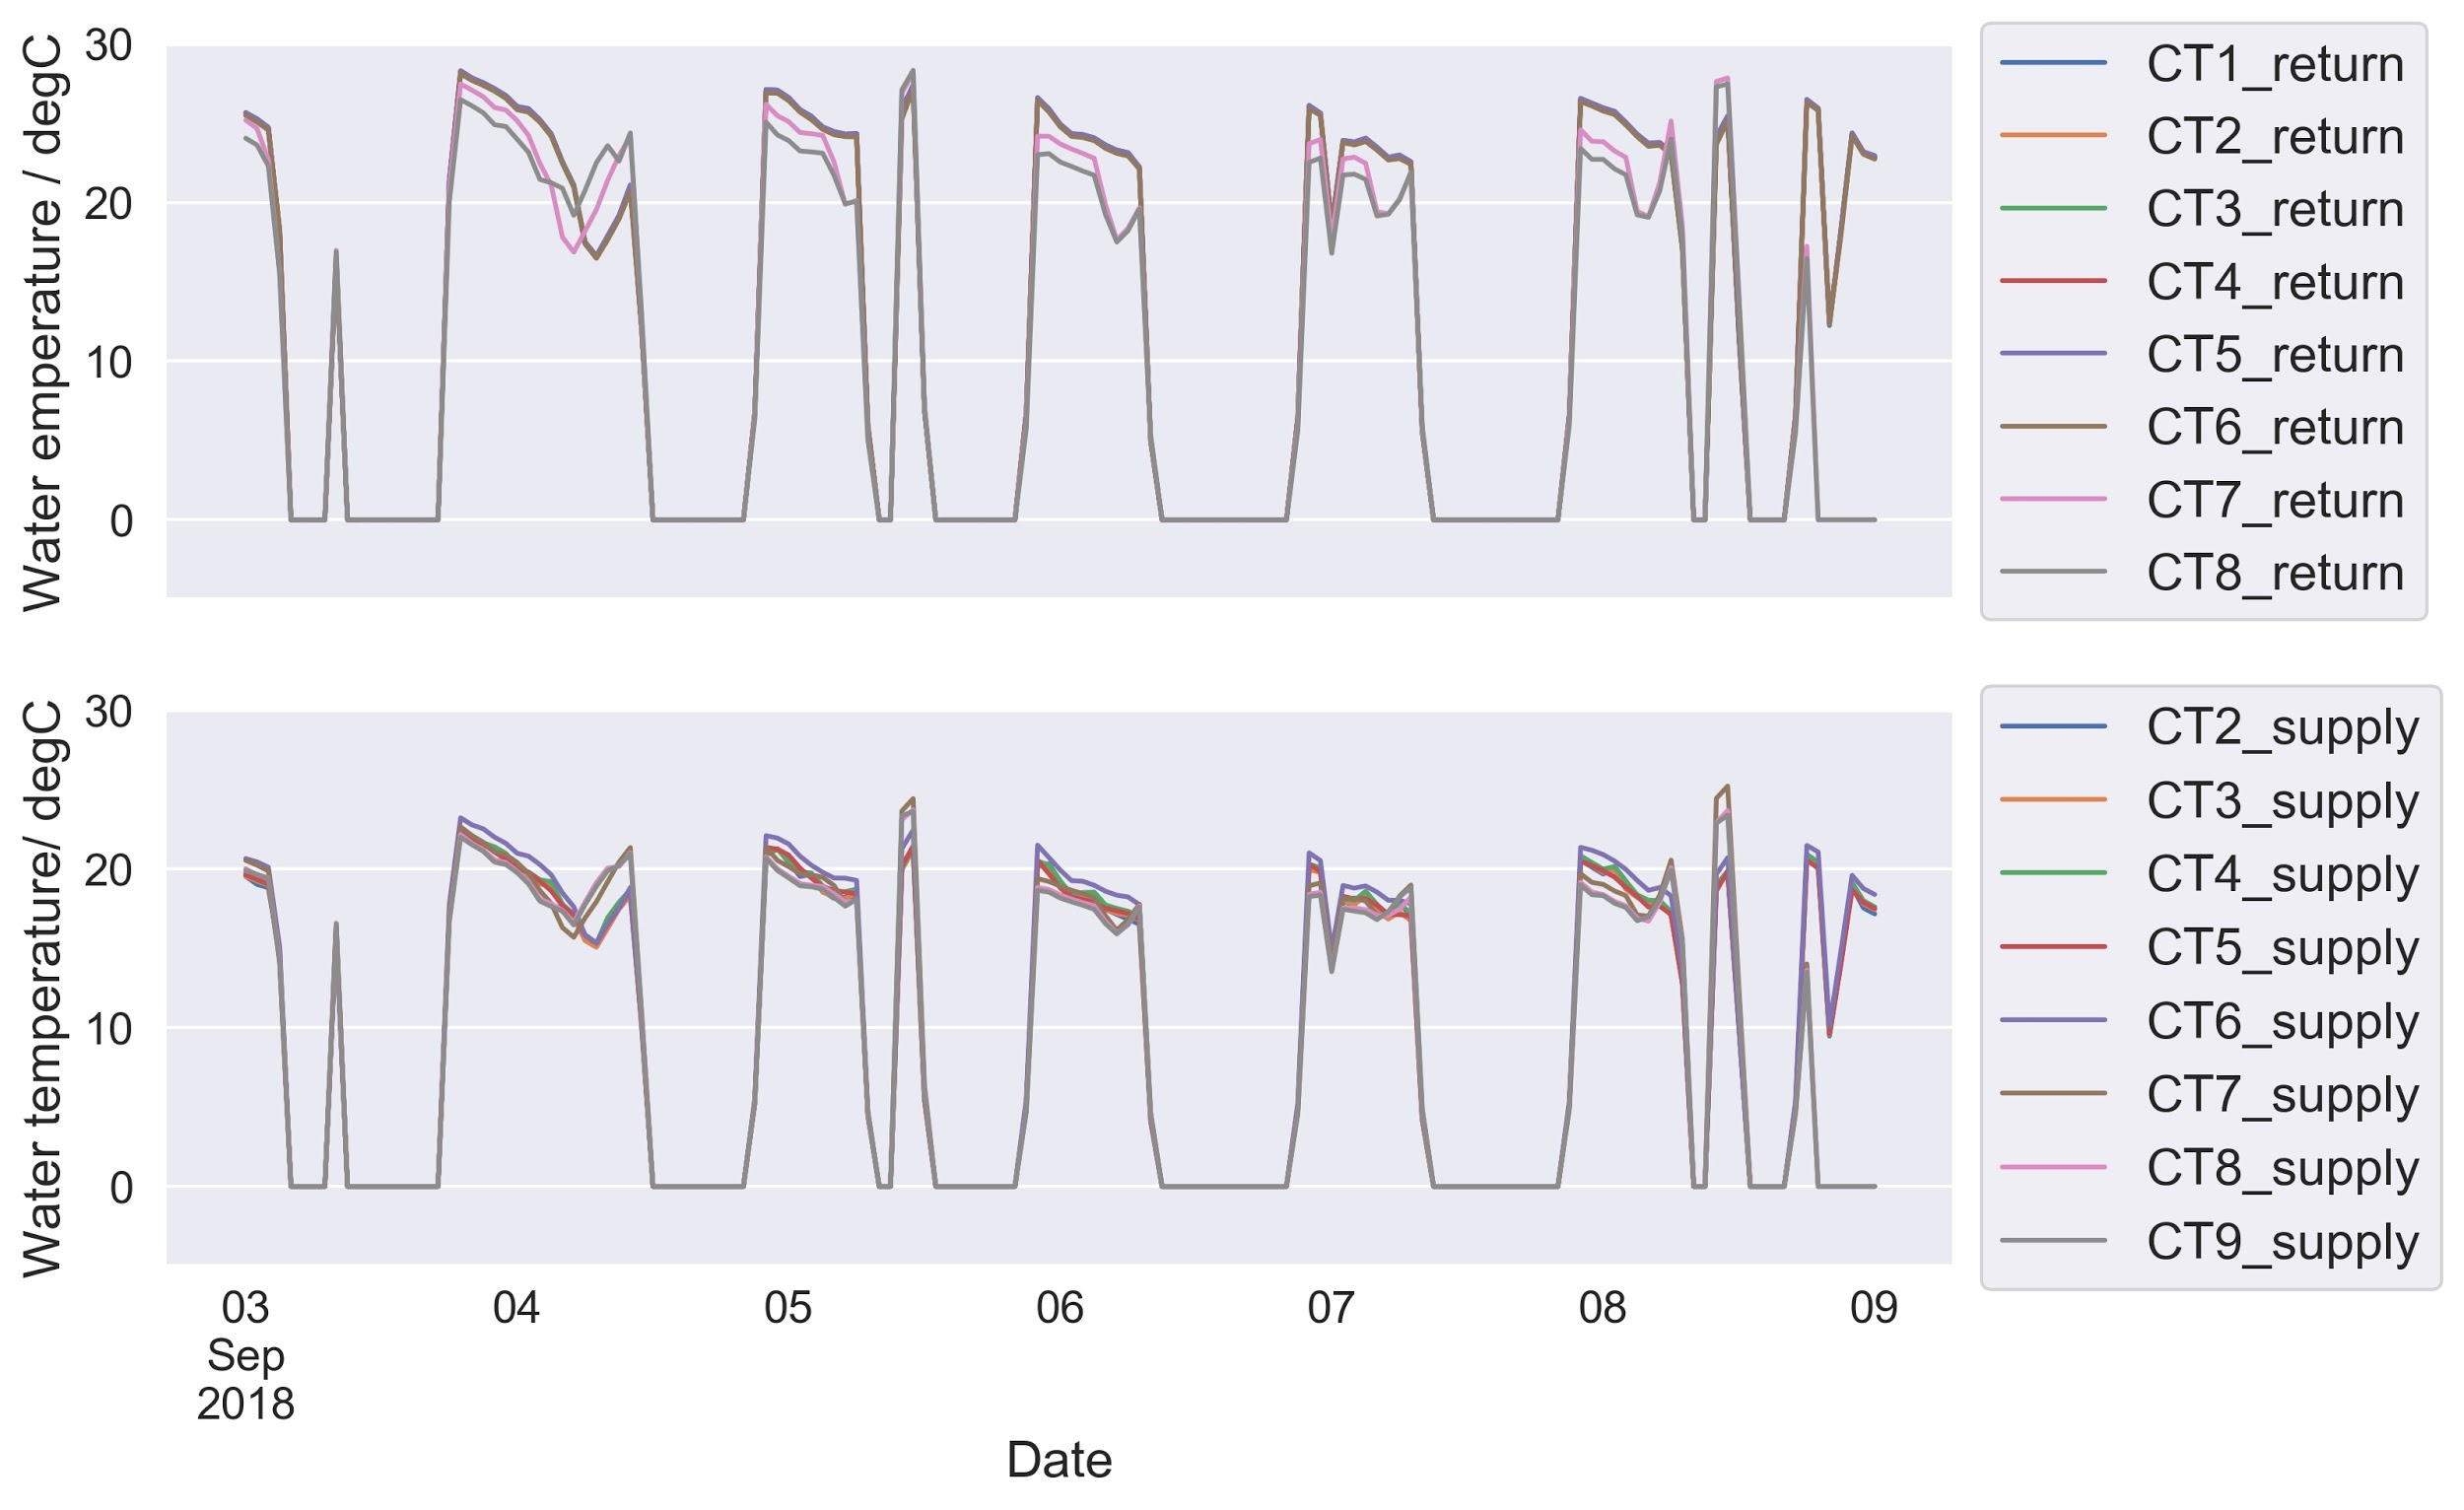 Water emperature / degC
30
20
10
0
CT1_return
CT2_return
CT3_return
CT4_return
CT5_return
CT6_return
CT7_return
CT8_return
Water temperature/ degC
30
20
10
0
CT2_supply
CT3_supply
CT4_supply
CT5_supply
CT6_supply
CT7_supply
CT8_supply
CT9_supply
03 04 05 06 07 08 09
Sep
2018
Date